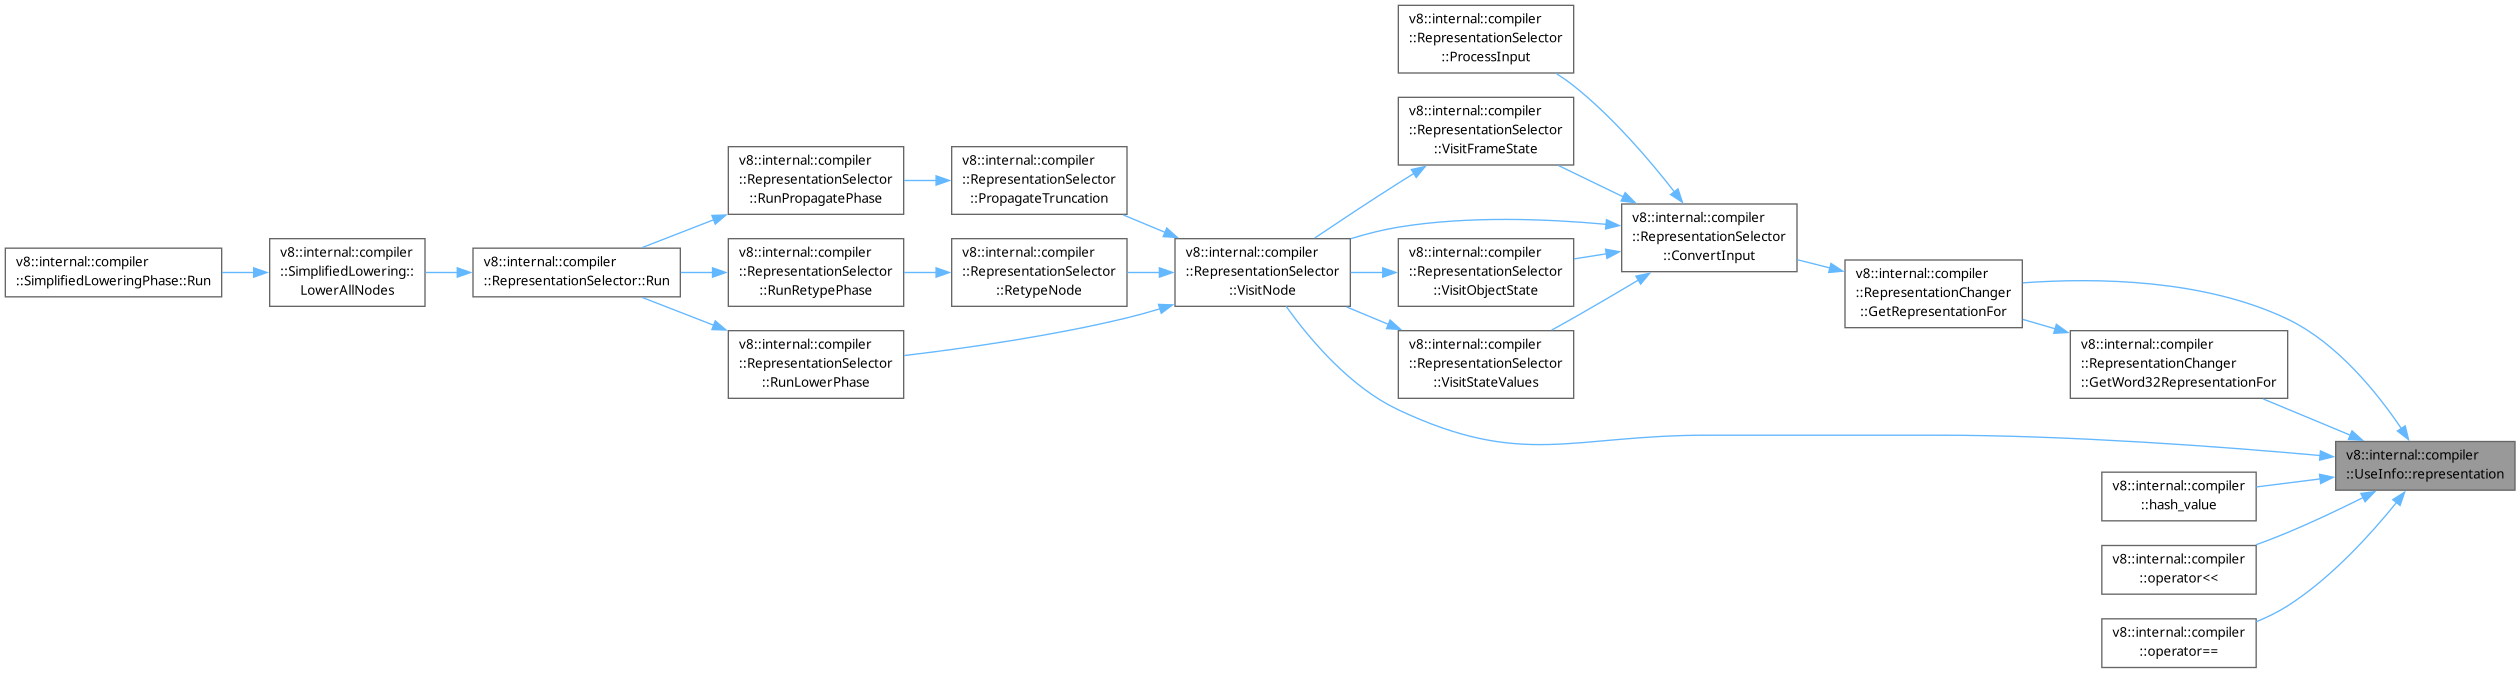 v8::internal::compiler
::RepresentationSelector
::ProcessInput
v8::internal::compiler
::RepresentationSelector
::VisitFrameState
v8::internal::compiler
::RepresentationSelector
::RunPropagatePhase
v8::internal::compiler
::RepresentationSelector
::PropagateTruncation
v8::internal::compiler
::RepresentationSelector
::ConvertInput
v8::internal::compiler
::SimplifiedLoweringPhase::Run
v8::internal::compiler
::SimplifiedLowering::
LowerAllNodes
v8::internal::compiler
::RepresentationSelector::Run
v8::internal::compiler
::RepresentationSelector
::RunRetypePhase
v8::internal::compiler
::RepresentationSelector
::RetypeNode
v8::internal::compiler
::RepresentationSelector
::VisitNode
v8::internal::compiler
::RepresentationSelector
::VisitObjectState
v8::internal::compiler
::RepresentationChanger
::GetRepresentationFor
v8::internal::compiler
::RepresentationSelector
::RunLowerPhase
v8::internal::compiler
::RepresentationSelector
::VisitStateValues
v8::internal::compiler
::RepresentationChanger
::GetWord32RepresentationFor
v8::internal::compiler
::UseInfo::representation
v8::internal::compiler
::hash_value
v8::internal::compiler
::operator<<
v8::internal::compiler
::operator==